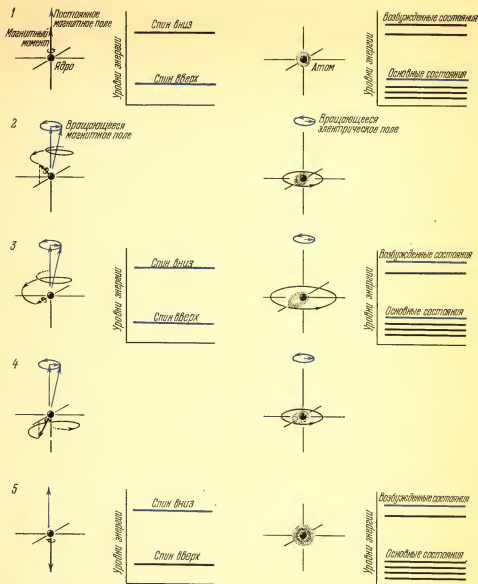 1
Постоянное
магнитное поле
Магнитный
момент
Ядро
Уровни энергии
Спин вниз
Спин вверх
Атом
Уровни энергии
Возбужденные состояния
Основные состояния
2
Вращающееся
магнитное поле
Вращающееся
электрическое поле
3
Уровни энергии
Спин вниз
Спин вверх
Уровни энергии
Возбужденные состояния
Основные состояния
4
5
Уровни энергии
Спин вниз
Спин вверх
Уровни энергии
Возбужденные состояния
Основные состояния